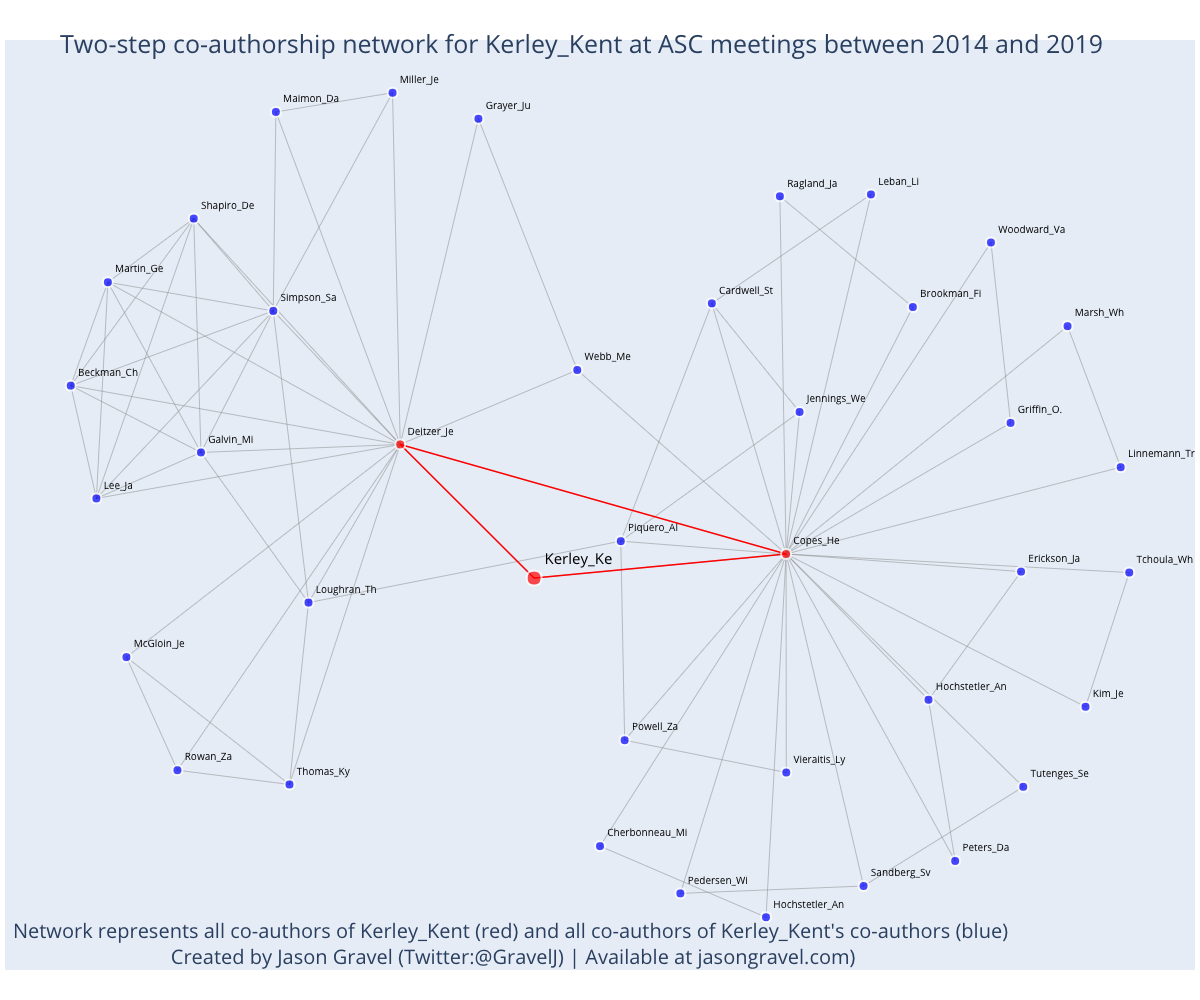 Two-step co-authorship network for Kerley_Kent at ASC meetings between 2014 and 2019
Miller_Je
Maimon_Da
Grayer_Ju
Ragland_Ja
Leban_Li
Shapiro_De
Woodward_Va
Martin_Ge
Simpson_Sa
Cardwell_St
Brookman_Fi
Marsh_Wh
Webb_Me
Beckman_Ch
Jennings_We
Griffin_O.
Deitzer_Je
Galvin_Mi
Linnemann_Tr
Lee_Ja
Piquero_Al
Copes_He
Kerley_Ke
Erickson_Ja
Tchoula_Wh
Loughran_Th
McGloin_Je
Hochstetler_An
Kim_Je
Powell_Za
Rowan_Za
Vieraitis_Ly
Thomas_Ky
Tutenges_Se
Cherbonneau_Mi
Peters_Da
Sandberg_Sv
Pedersen_Wi
Hochstetler_An
Network represents all co-authors of Kerley_Kent (red) and all co-authors of Kerley_Kent's co-authors (blue)
Created by Jason Gravel (Twitter:@GravelJ) | Available at jasongravel.com)